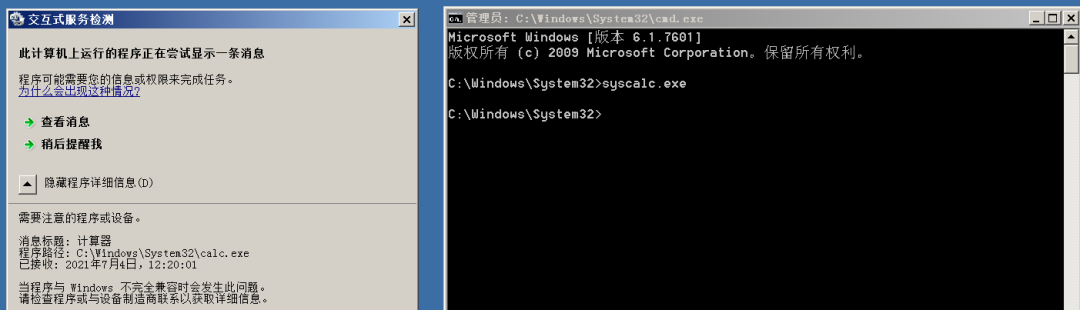 交互式服务检测
此计算机上运行的程序正在尝试显示一条消息
程序可能需要您的信息或权限来完成任务。
为什么会出现这种情况?
查看消息
稍后提醒我
隐藏程序详细信息(D)
需要注意的程序或设备。
消息标题: 计算器
程序路径: C:\Windows\System32\calc.exe
已接收: 2021年7月4日, 12:20:01
当程序与 Windows 不完全兼容时会发生此问题。
请检查程序或与设备制造商联系以获取详细信息。
管理员: C:\Windows\System32\cmd.exe
Microsoft Windows [版本 6.1.7601]
版权所有 (c) 2009 Microsoft Corporation。保留所有权利。
C:\Windows\System32>syscalc.exe
C:\Windows\System32>